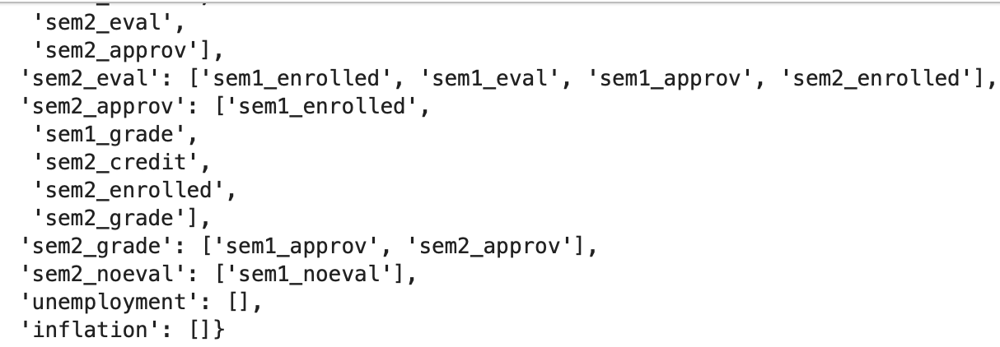 'sem2_eval',
'sem2_approv'],
'sem2_eval': ['sem1_enrolled', 'sem1_eval', 'sem1_approv', 'sem2_enrolled'],
'sem2_approv': ['sem1_enrolled',
'sem1_grade',
'sem2_credit',
'sem2_enrolled',
'sem2_grade'],
'sem2_grade': ['sem1_approv', 'sem2_approv'],
'sem2_noeval': ['sem1_noeval'],
'unemployment': [],
'inflation': []}